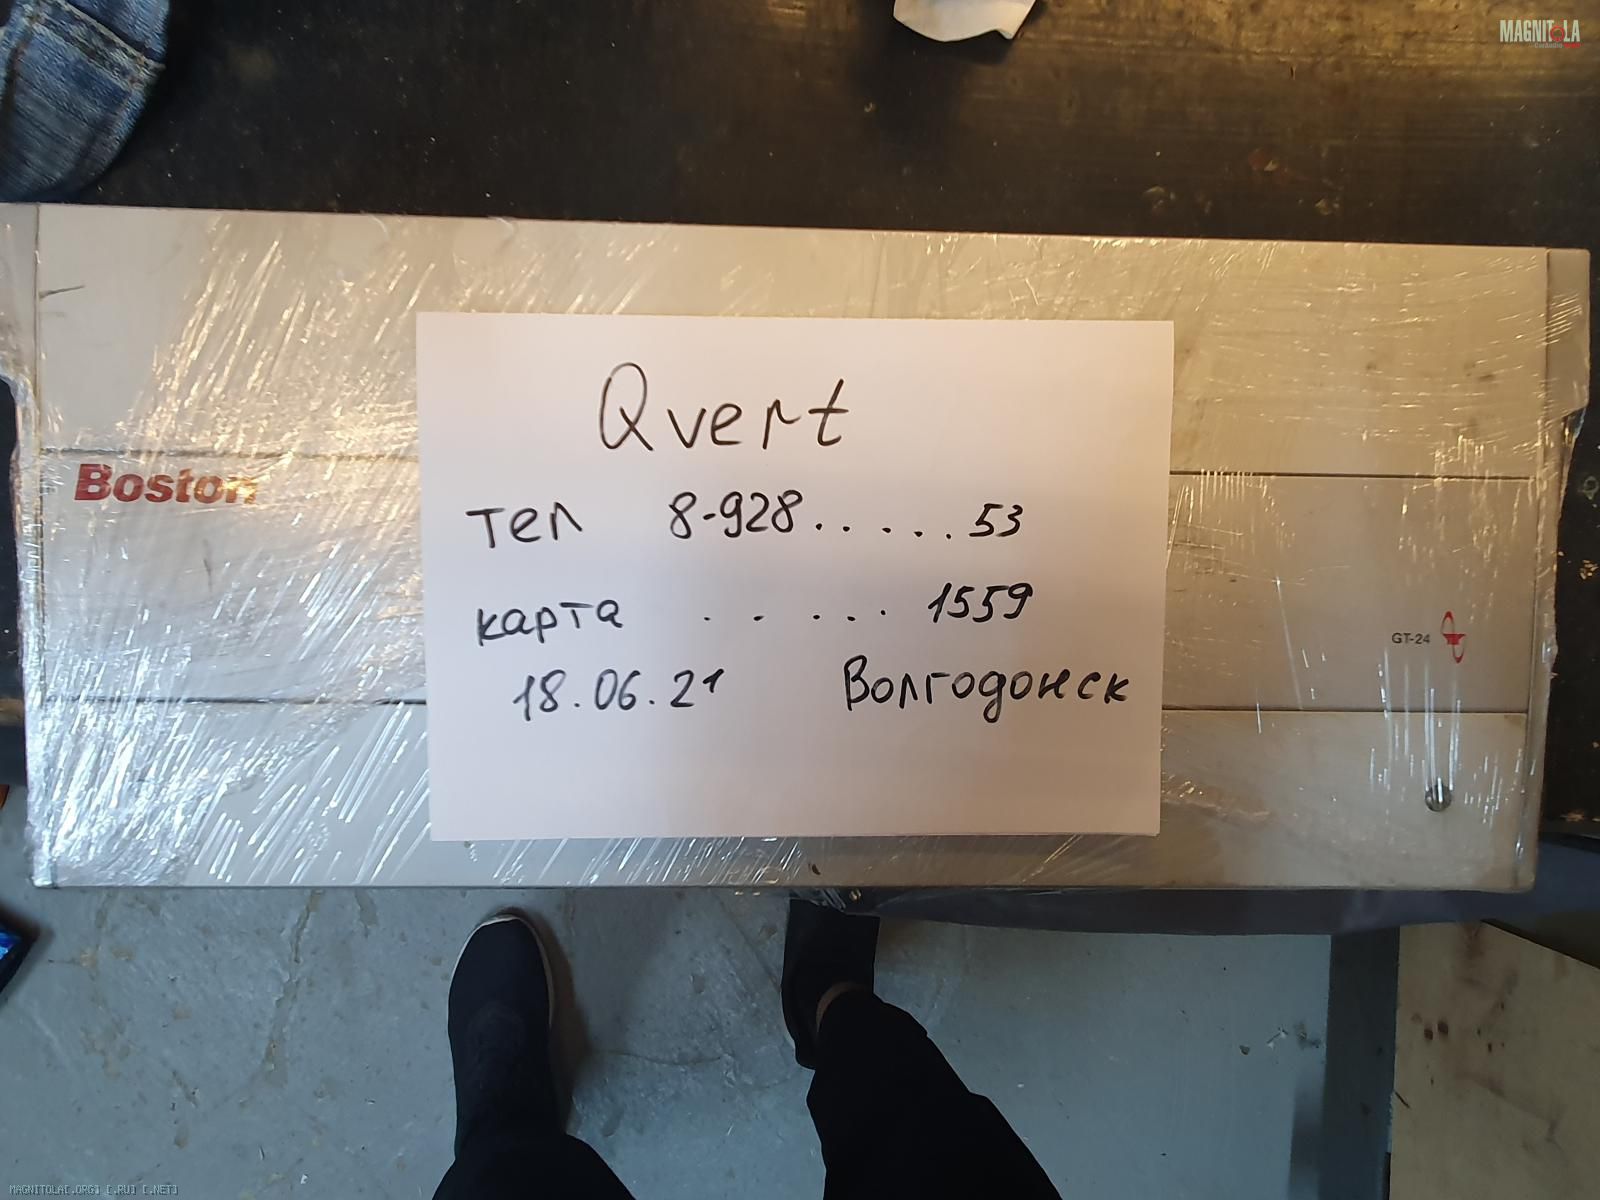 MAGNITOLA
CarAudio
Boston
Qvert
тел 8-928......53
карта . . . . . . 1559
18.06.21 Волгодонск
GT-24
MAGNITOLA[.ORG] [.RU] [.NET]